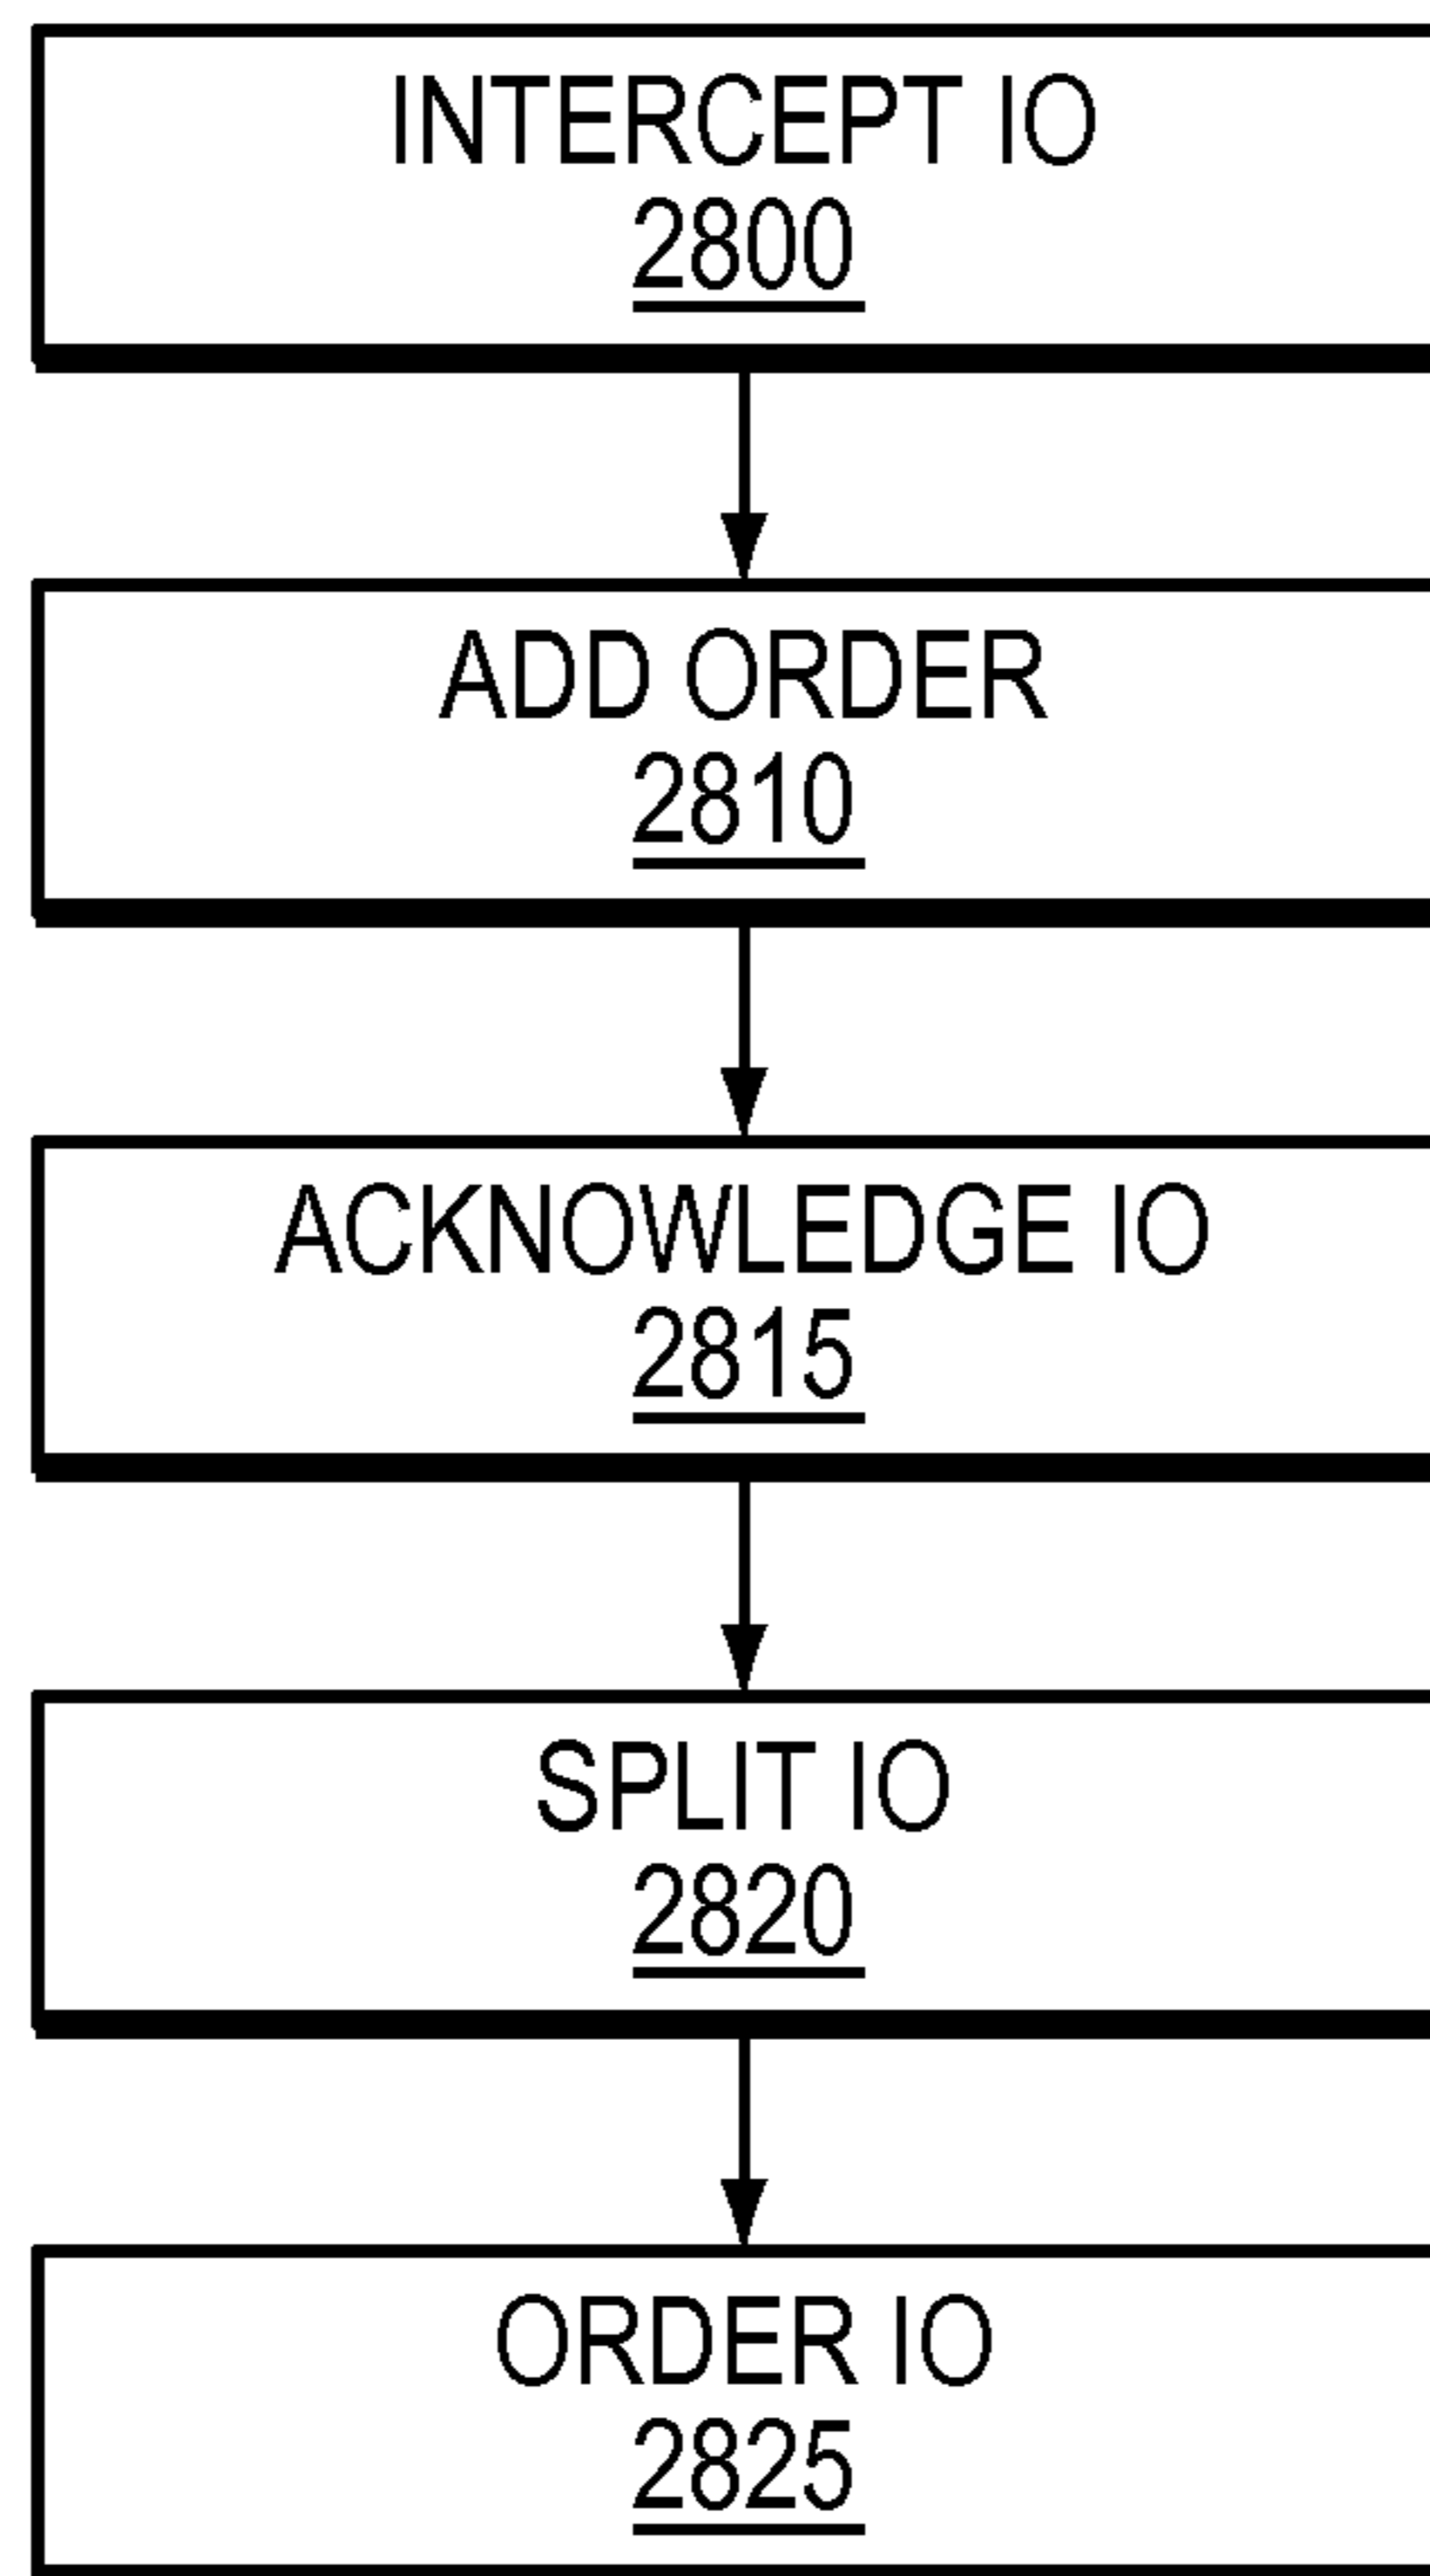 INTERCEPT IO
2800
ADD ORDER
2810
ACKNOWLEDGE IO
2815
SPLIT IO
2820
ORDER IO
2825